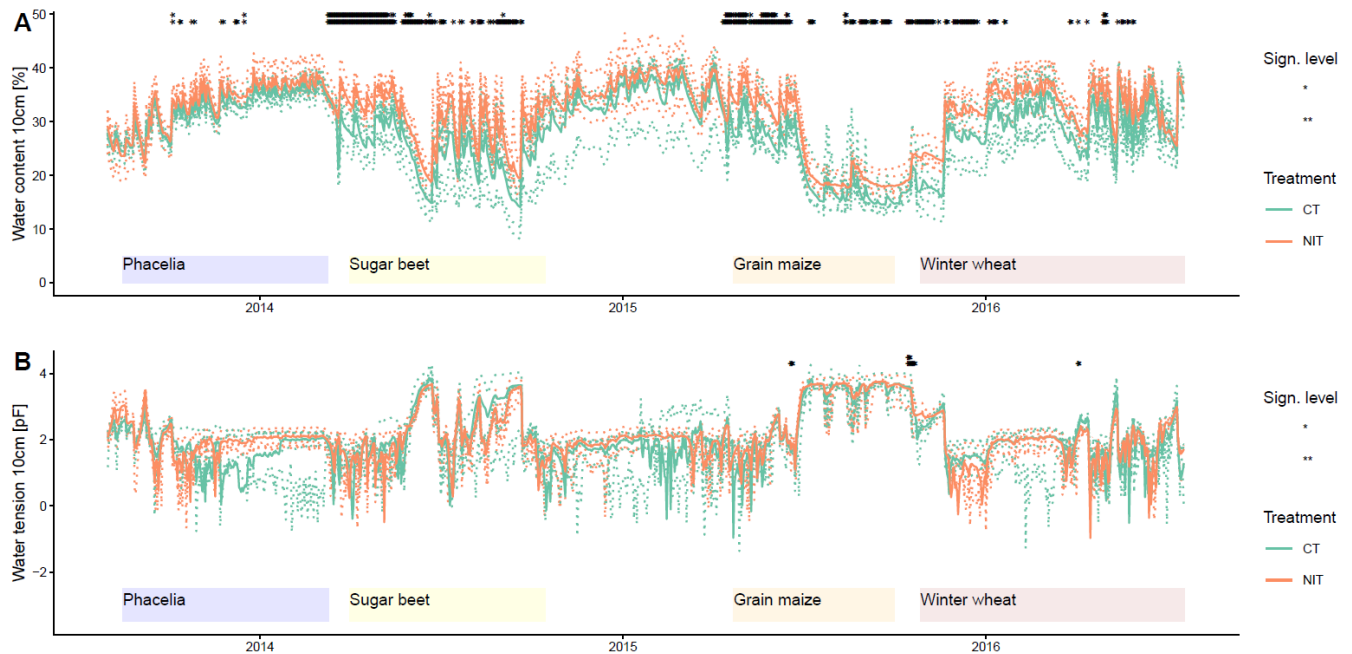 A
Water content 10cm [%]
50
40
30
20
10
0
Phacelia
Sugar beet
Grain maize
Winter wheat
2014
2015
2016
Sign. level
*
**
Treatment
CT
NIT
B
Water tension 10cm [pF]
4
2
0
−2
Phacelia
Sugar beet
Grain maize
Winter wheat
2014
2015
2016
Sign. level
*
**
Treatment
CT
NIT